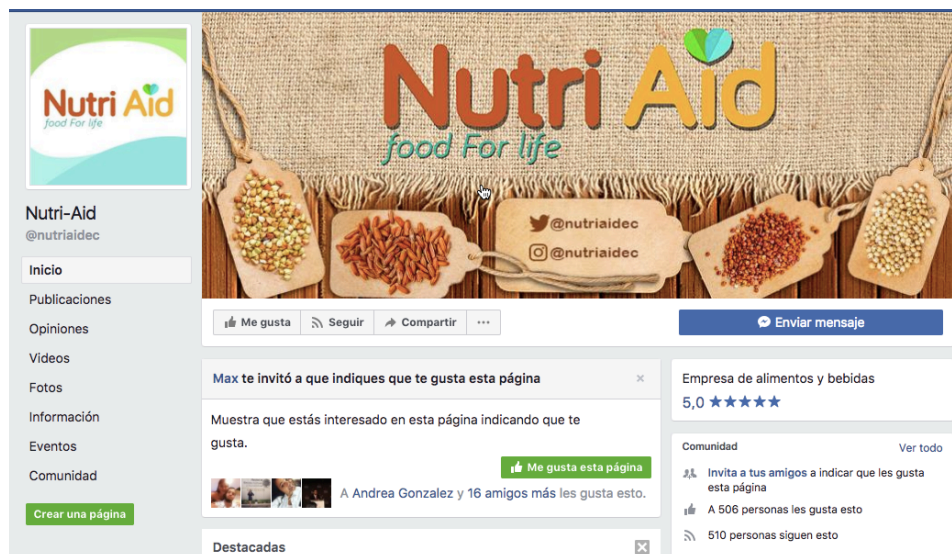 Nutri Aid
food For life
Nutri-Aid
@nutriaidec
Inicio
Publicaciones
Opiniones
Videos
Fotos
Información
Eventos
Comunidad
Crear una página
Nutri Aid
food For life
@nutriaidec
@nutriaidec
Me gusta
Seguir
Compartir
Enviar mensaje
Max te invitó a que indiques que te gusta esta página
Muestra que estás interesado en esta página indicando que te
gusta.
Me gusta esta página
A Andrea Gonzalez y 16 amigos más les gusta esto.
Destacadas
Empresa de alimentos y bebidas
5,0 ★★★★★
Comunidad
Ver todo
Invita a tus amigos a indicar que les gusta
esta página
A 506 personas les gusta esto
510 personas siguen esto